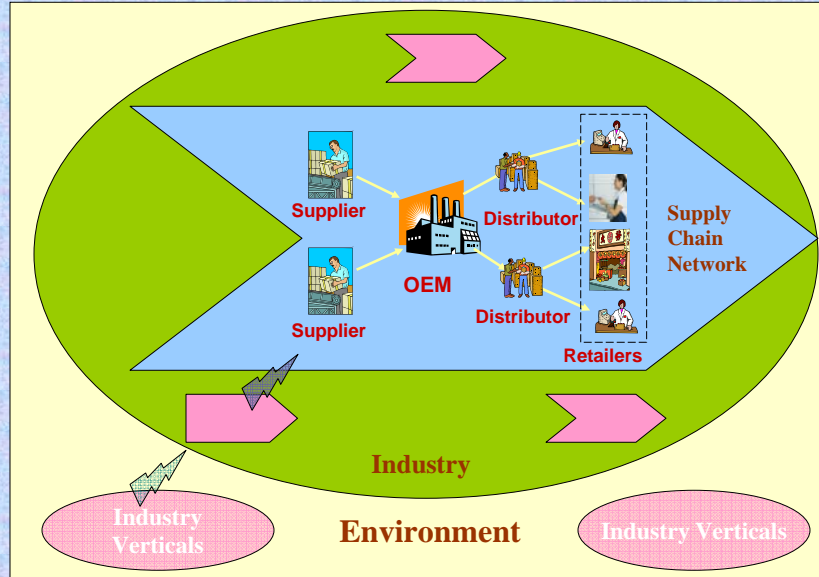 Supplier
Distributor
Supply
Chain
Network
OEM
Supplier
Distributor
Retailers
Industry
Industry
Verticals
Environment
Industry Verticals